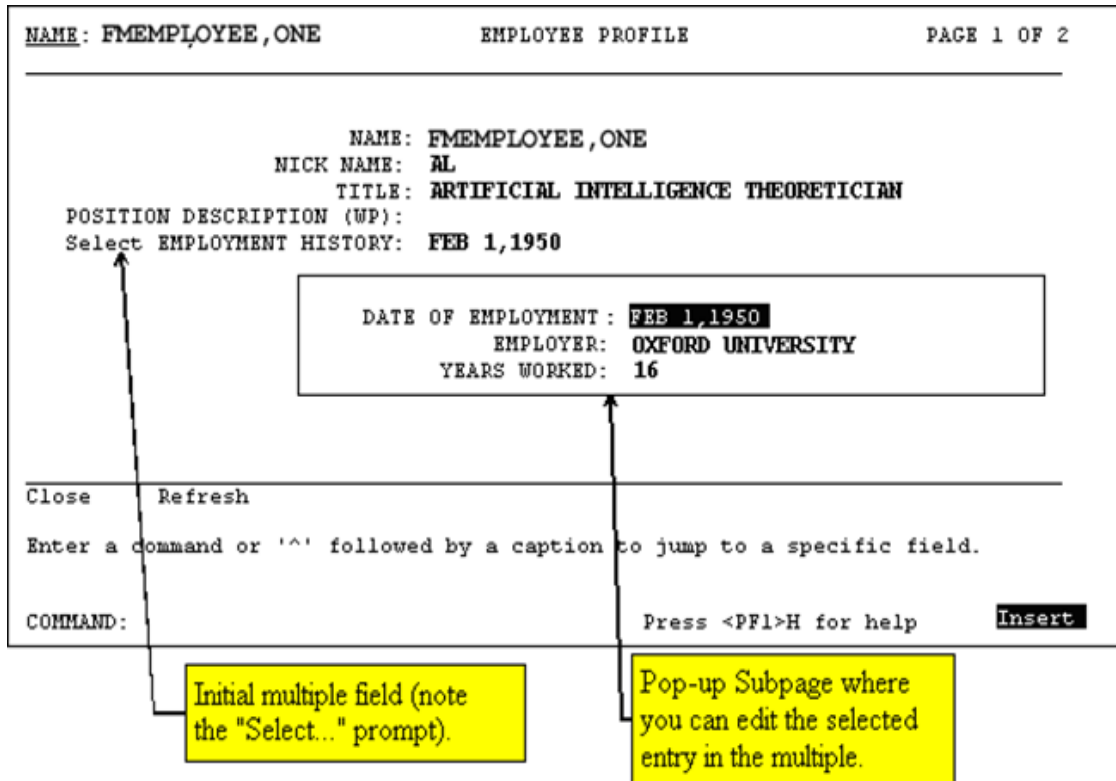 NAME: FMEMPLOYEE,ONE EMPLOYEE PROFILE PAGE 1 OF 2
NAME: FMEMPLOYEE,ONE
NICK NAME: AL
TITLE: ARTIFICIAL INTELLIGENCE THEORETICIAN
POSITION DESCRIPTION (WP):
Select EMPLOYMENT HISTORY: FEB 1,1950
DATE OF EMPLOYMENT: FEB 1,1950
EMPLOYER: OXFORD UNIVERSITY
YEARS WORKED: 16
Close Refresh
Enter a command or '^' followed by a caption to jump to a specific field.
COMMAND: Press <PF1>H for help Insert
Initial multiple field (note
the "Select..." prompt).
Pop-up Subpage where
you can edit the selected
entry in the multiple.